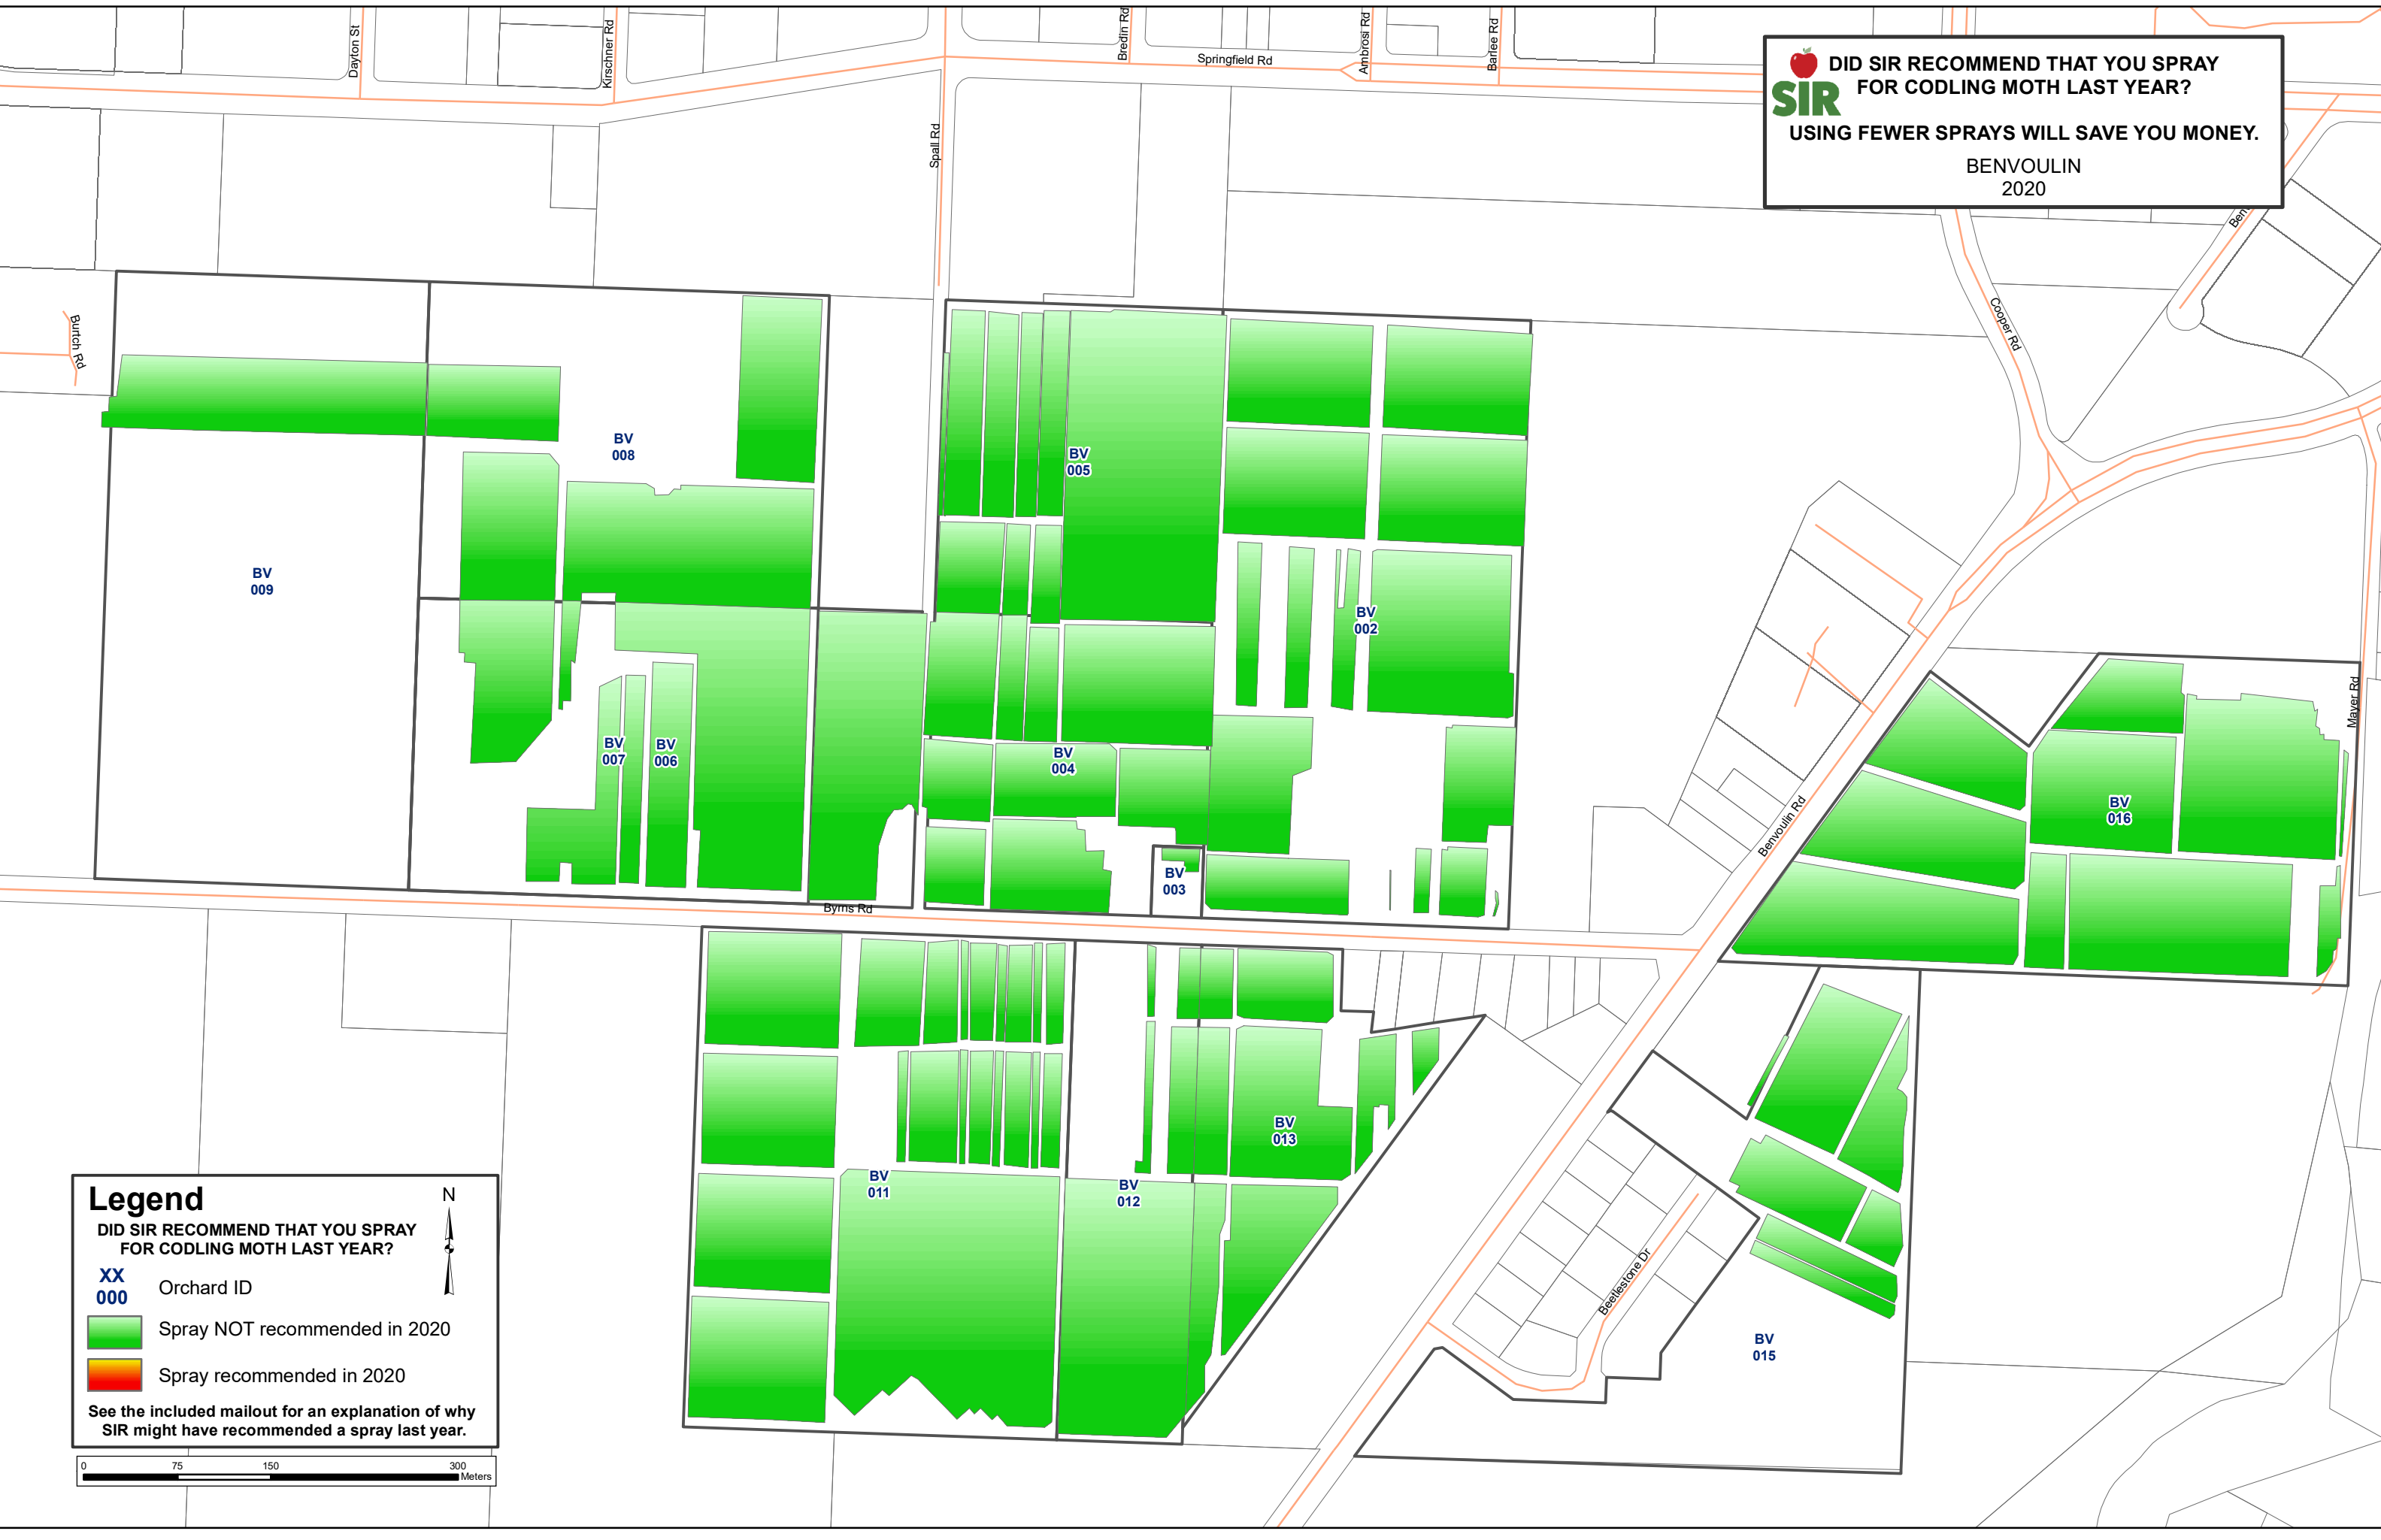 Dayton St
Kirschner Rd
Bredin Rd
Springfield Rd
Ambrosi Rd
Barlee Rd
Spall Rd
SIR
DID SIR RECOMMEND THAT YOU SPRAY
FOR CODLING MOTH LAST YEAR?
USING FEWER SPRAYS WILL SAVE YOU MONEY.
BENVOULIN
2020
Burtch Rd
Cooper Rd
BV
008
BV
005
BV
009
BV
002
BV
007
BV
006
BV
004
BV
003
BV
016
Mayer Rd
Benvoulin Rd
Byrns Rd
BV
013
BV
011
BV
012
BV
015
Beetlestone Dr
Legend
N
DID SIR RECOMMEND THAT YOU SPRAY
FOR CODLING MOTH LAST YEAR?
XX
000
Orchard ID
Spray NOT recommended in 2020
Spray recommended in 2020
See the included mailout for an explanation of why
SIR might have recommended a spray last year.
0 75 150 300
Meters